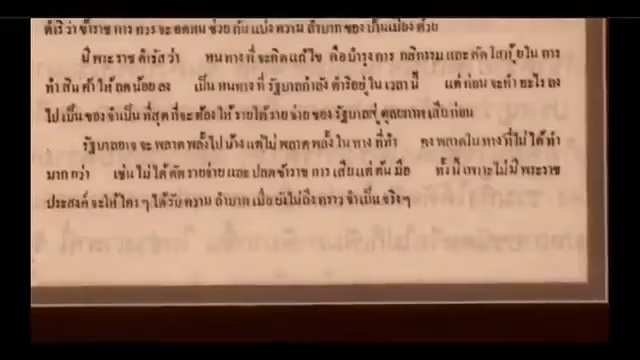 ดำริว่าข้าราชการควรจะอดทนช่วยกันแบ่งความลำบากของบ้านเมืองด้วย
มีพระราชดำรัสว่า หนทางที่จะคิดแก้ไข คือบำรุงการ กสิกรรมและตัดโสหุ้ยในการ
ทำสินค้าให้ลดน้อยลง เป็นหนทางที่รัฐบาลกำลังดำริอยู่ในเวลานี้ แต่ก่อนจะทำอะไรลง
ไปเป็นของจำเป็นที่สุดที่จะต้องให้รายได้รายจ่ายของรัฐบาลสู่ดุลยภาพเสียก่อน
รัฐบาลอาจจะพลาดพลั้งไปบ้างแต่ไม่พลาดพลั้งในทางที่ทำ คงพลาดในทางที่ไม่ได้ทำ
มากกว่า เช่นไม่ได้ตัดรายจ่ายและปลดข้าราชการเสียแต่ต้นมือ ทั้งนี้เพราะไม่มีพระราช
ประสงค์จะให้ใครๆได้รับความลำบากเมื่อยังไม่ถึงคราวจำเป็นจริงๆ